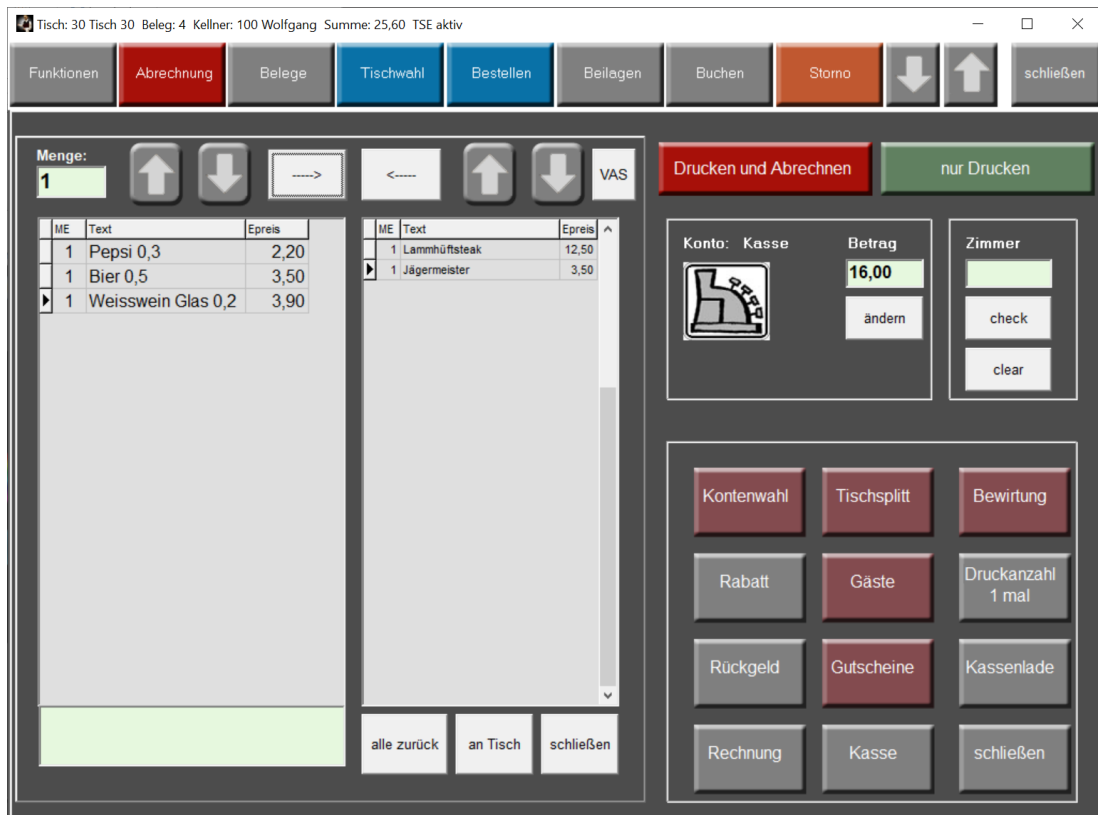 Tisch: 30 Tisch 30 Beleg: 4 Kellner: 100 Wolfgang Summe: 25,60 TSE aktiv
Funktionen Abrechnung Belege Tischwahl Bestellen Beilagen Buchen Storno schließen
Menge:
1
-----> <----- VAS
ME Text Epreis
1 Pepsi 0,3 2,20
1 Bier 0,5 3,50
1 Weisswein Glas 0,2 3,90
ME Text Epreis
1 Lammhüftsteak 12,50
1 Jägermeister 3,50
alle zurück an Tisch schließen
Drucken und Abrechnen nur Drucken
Konto: Kasse Betrag
16,00
ändern
Zimmer
check
clear
Kontenwahl Tischsplitt Bewirtung
Rabatt Gäste Druckanzahl
1 mal
Rückgeld Gutscheine Kassenlade
Rechnung Kasse schließen